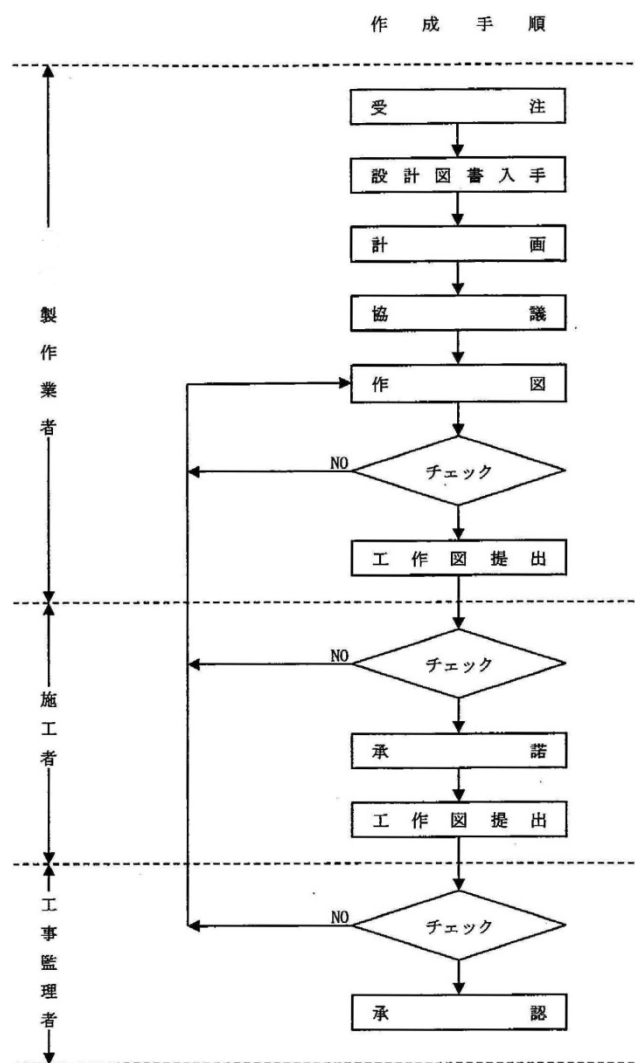 作成手順
受注
設計図書入手
計画
協議
製作業者
作図
NO
チェック
工作図提出
NO
チェック
施工者
承諾
工作図提出
NO
チェック
工事監理者
承認